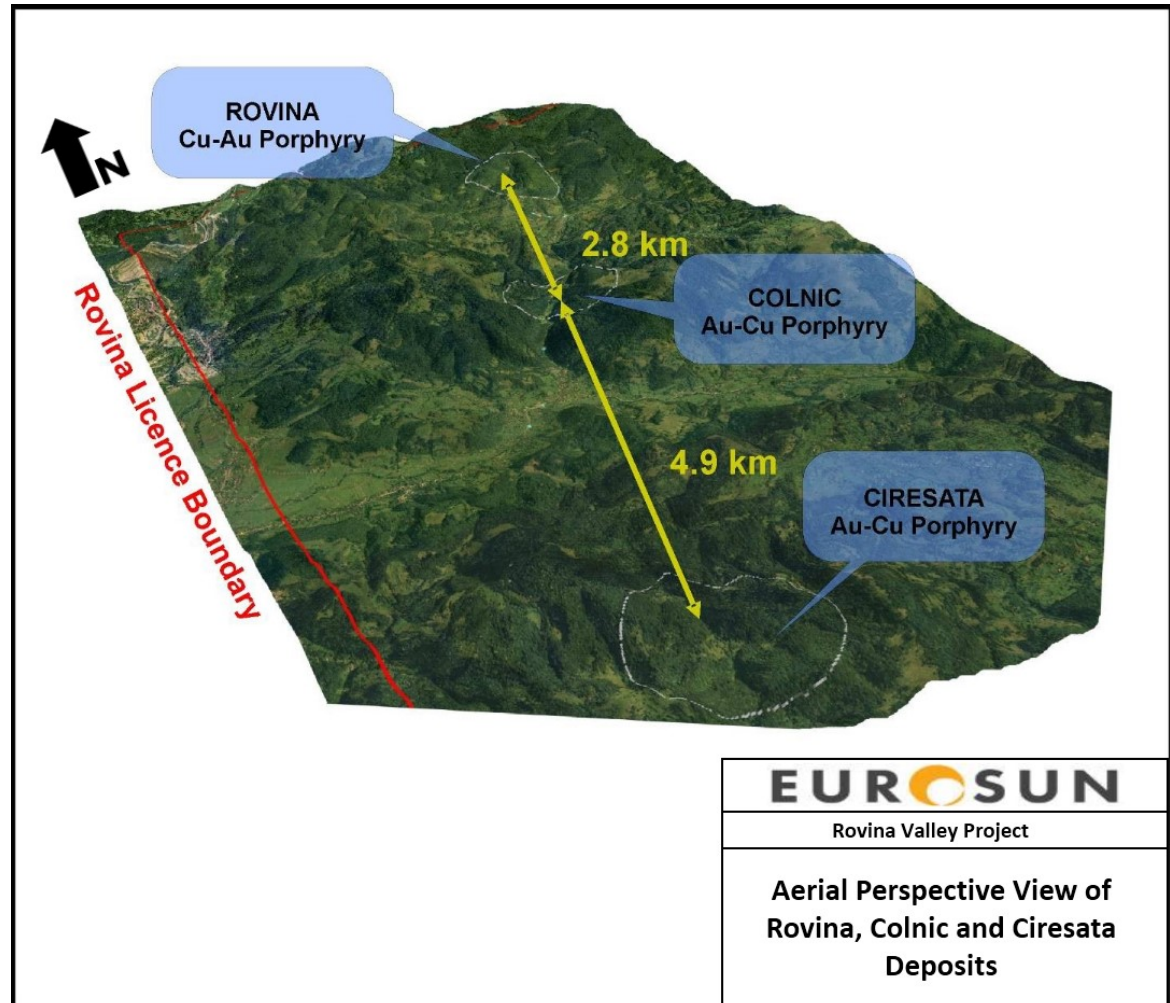 ROVINA
Cu-Au Porphyry
N
2.8 km
COLNIC
Au-Cu Porphyry
Rovina Licence Boundary
4.9 km
CIRESATA
Au-Cu Porphyry
EUROSUN
Rovina Valley Project
Aerial Perspective View of
Rovina, Colnic and Ciresata
Deposits